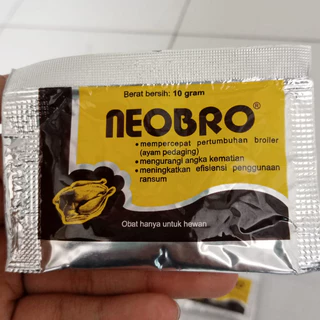 Berat bersih: 10 gram
NEOBRO®
• mempercepat pertumbuhan broiler
(ayam pedaging)
• mengurangi angka kematian
• meningkatkan efisiensi penggunaan
ransum
Obat hanya untuk hewan